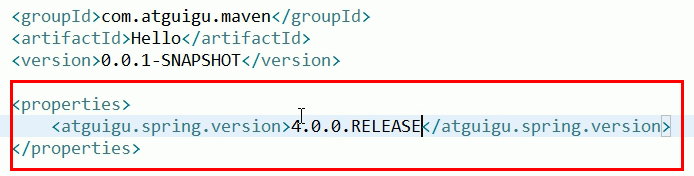 <groupId>com.atguigu.maven</groupId>
<artifactId>Hello</artifactId>
<version>0.0.1-SNAPSHOT</version>
<properties>
<atguigu.spring.version>4.0.0.RELEASE</atguigu.spring.version>
</properties>